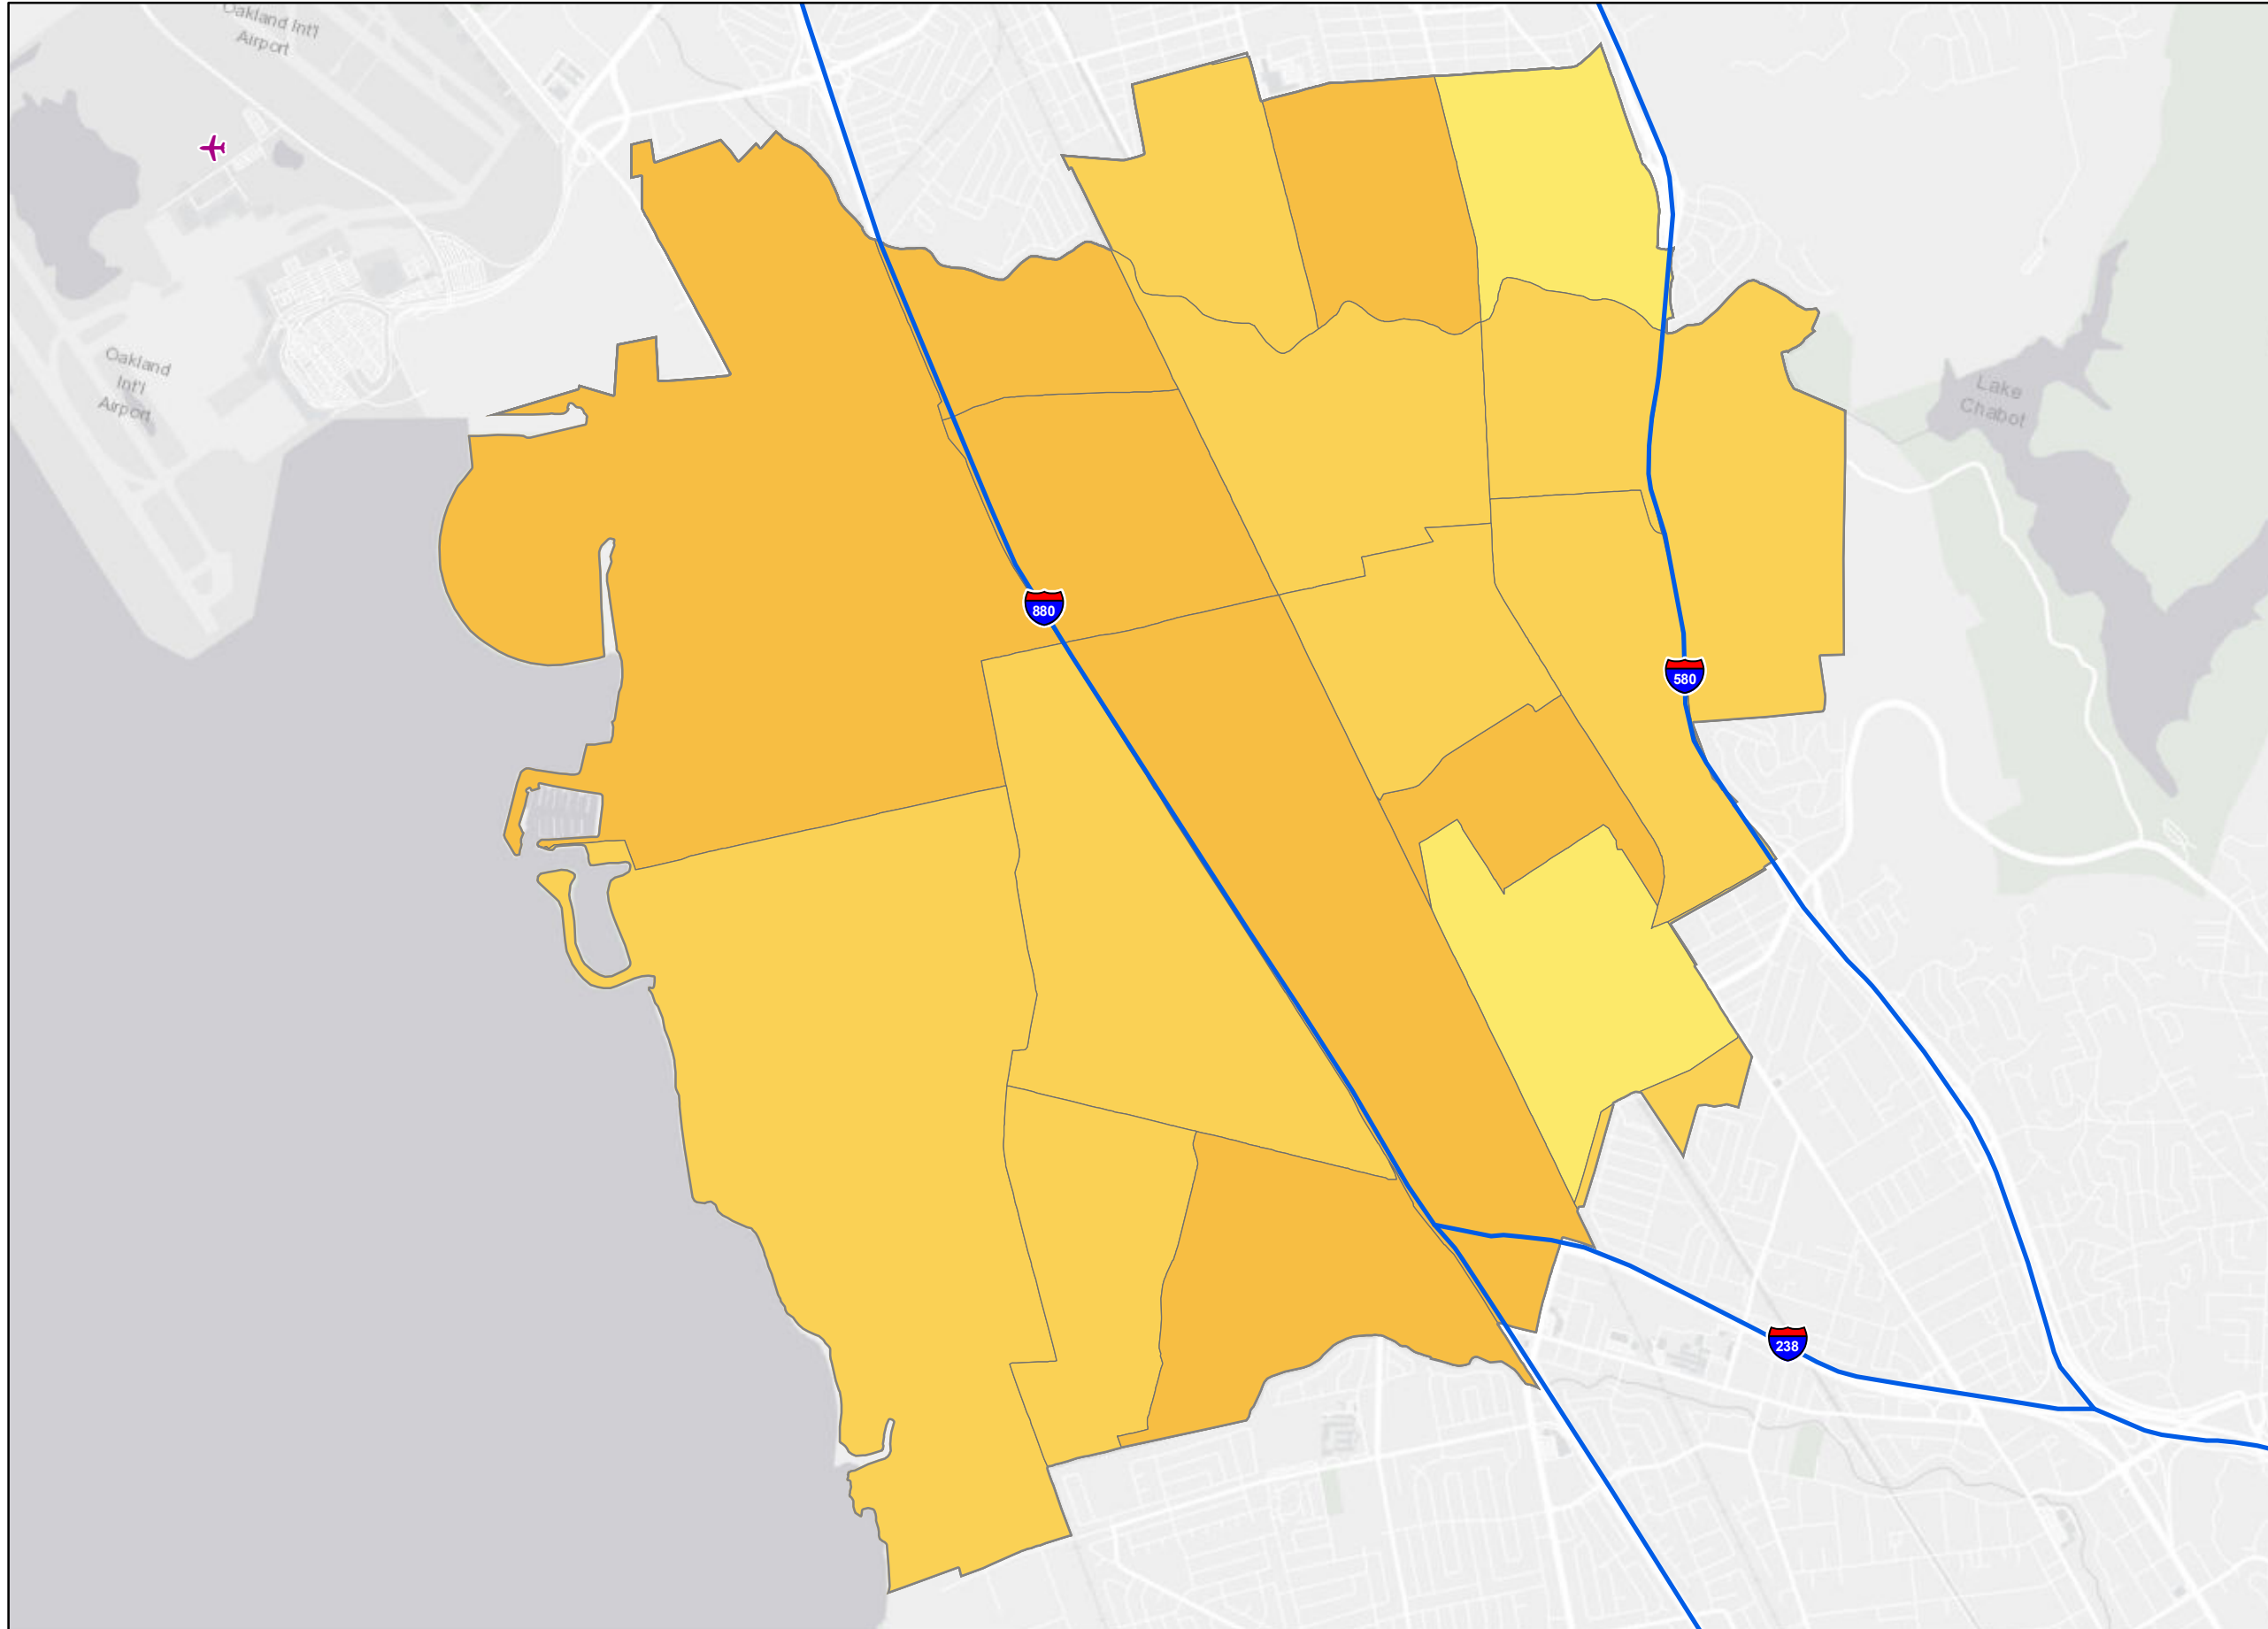 Oakland Int'l
Airport
Oakland
Int'l
Airport
Lake
Chabot
880
580
238